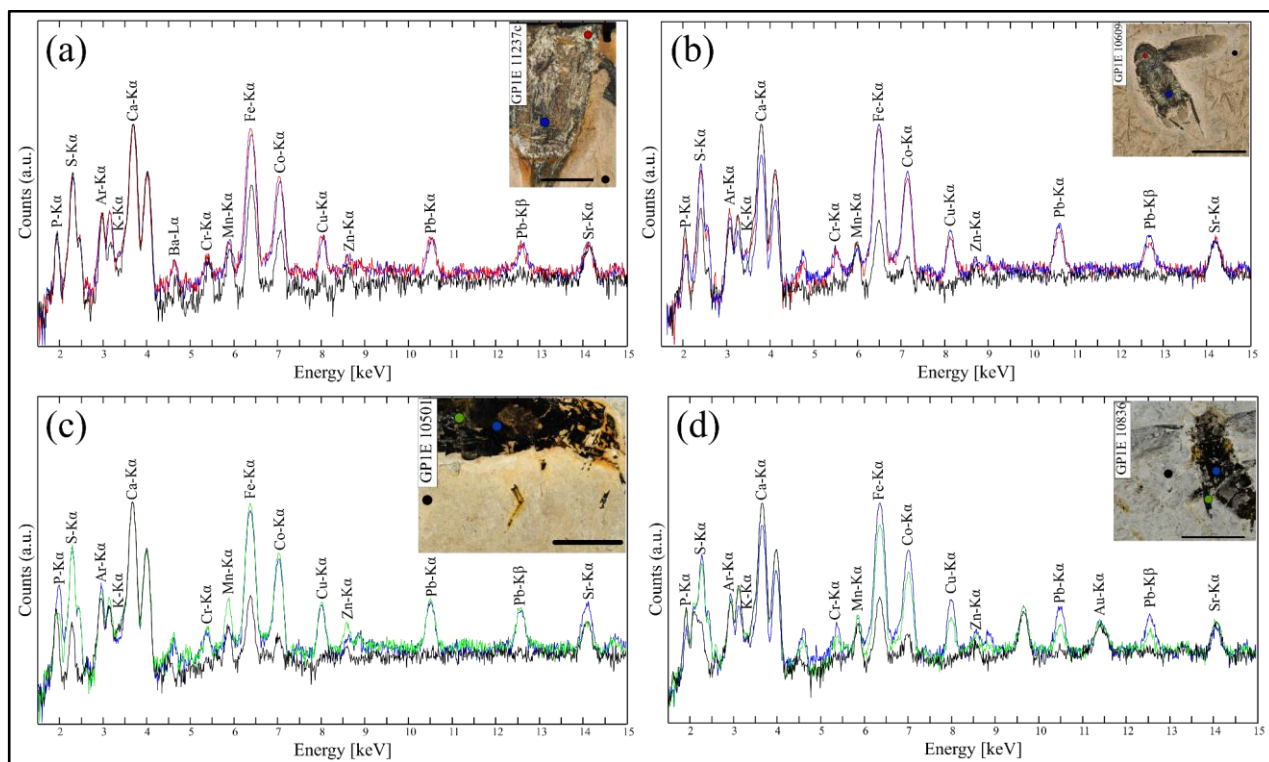 (a)
GP1E 11237c
Counts (a.u.)
P-Kα
S-Kα
Ar-Kα
K-Kα
Ca-Kα
Ba-Lα
Cr-Kα
Mn-Kα
Fe-Kα
Co-Kα
Cu-Kα
Zn-Kα
Pb-Kα
Pb-Kβ
Sr-Kα
2 3 4 5 6 7 8 9 10 11 12 13 14 15
Energy [keV]
(b)
GP1E 10609
Counts (a.u.)
P-Kα
S-Kα
Ar-Kα
K-Kα
Ca-Kα
Cr-Kα
Mn-Kα
Fe-Kα
Co-Kα
Cu-Kα
Zn-Kα
Pb-Kα
Pb-Kβ
Sr-Kα
2 3 4 5 6 7 8 9 10 11 12 13 14 15
Energy [keV]
(c)
GP1E 10501
Counts (a.u.)
P-Kα
S-Kα
Ar-Kα
K-Kα
Ca-Kα
Cr-Kα
Mn-Kα
Fe-Kα
Co-Kα
Cu-Kα
Zn-Kα
Pb-Kα
Pb-Kβ
Sr-Kα
2 3 4 5 6 7 8 9 10 11 12 13 14 15
Energy [keV]
(d)
GP1E 10836
Counts (a.u.)
P-Kα
S-Kα
Ar-Kα
K-Kα
Ca-Kα
Cr-Kα
Mn-Kα
Fe-Kα
Co-Kα
Cu-Kα
Zn-Kα
Pb-Kα
Au-Kα
Pb-Kβ
Sr-Kα
2 3 4 5 6 7 8 9 10 11 12 13 14 15
Energy [keV]